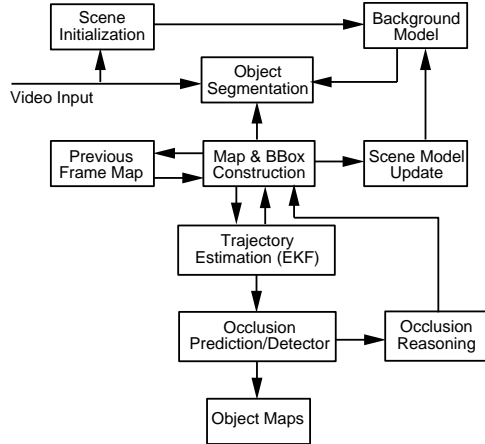 Scene
Initialization
Background
Model
Video Input
Object
Segmentation
Previous
Frame Map
Map & BBox
Construction
Scene Model
Update
Trajectory
Estimation (EKF)
Occlusion
Prediction/Detector
Occlusion
Reasoning
Object Maps